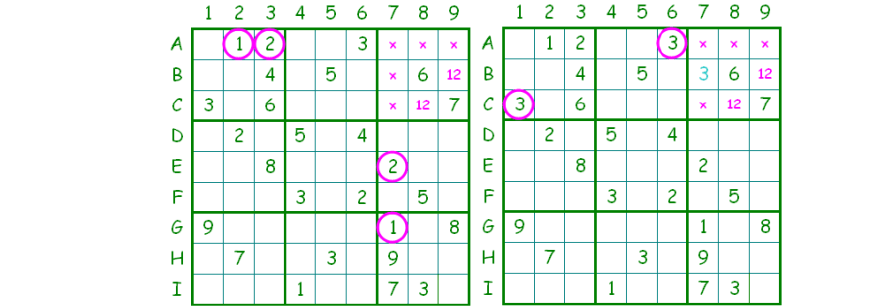 1 2 3 4 5 6 7 8 9
A 1 2 3 × × ×
B 4 5 × 6 12
C 3 6 × 12 7
D 2 5 4
E 8 2
F 3 2 5
G 9 1 8
H 7 3 9
I 1 7 3
1 2 3 4 5 6 7 8 9
A 1 2 3 × × ×
B 4 5 3 6 12
C 3 6 × 12 7
D 2 5 4
E 8 2
F 3 2 5
G 9 1 8
H 7 3 9
I 1 7 3